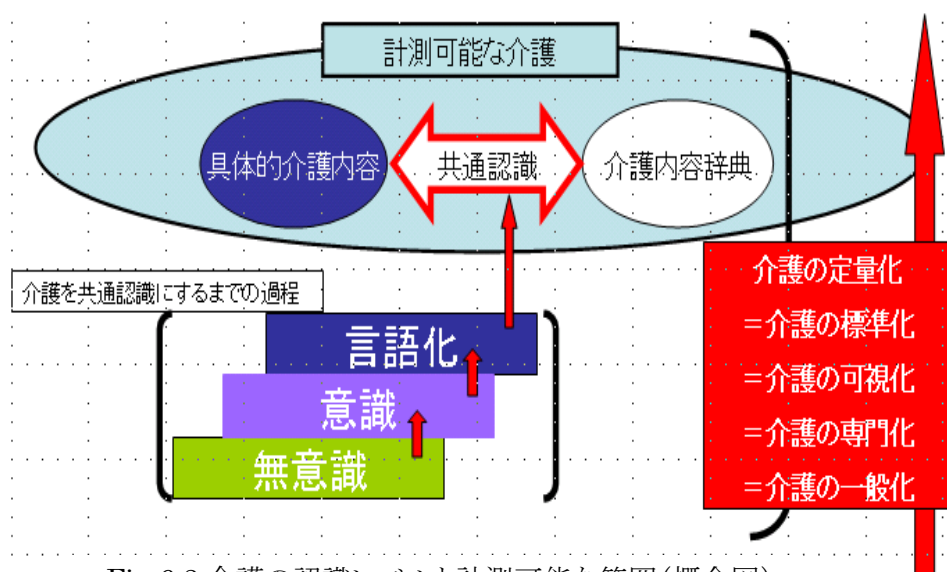 計測可能な介護
具体的介護内容
共通認識
介護内容辞典
介護を共通認識にするまでの過程
言語化
意識
無意識
介護の定量化
＝介護の標準化
＝介護の可視化
＝介護の専門化
＝介護の一般化